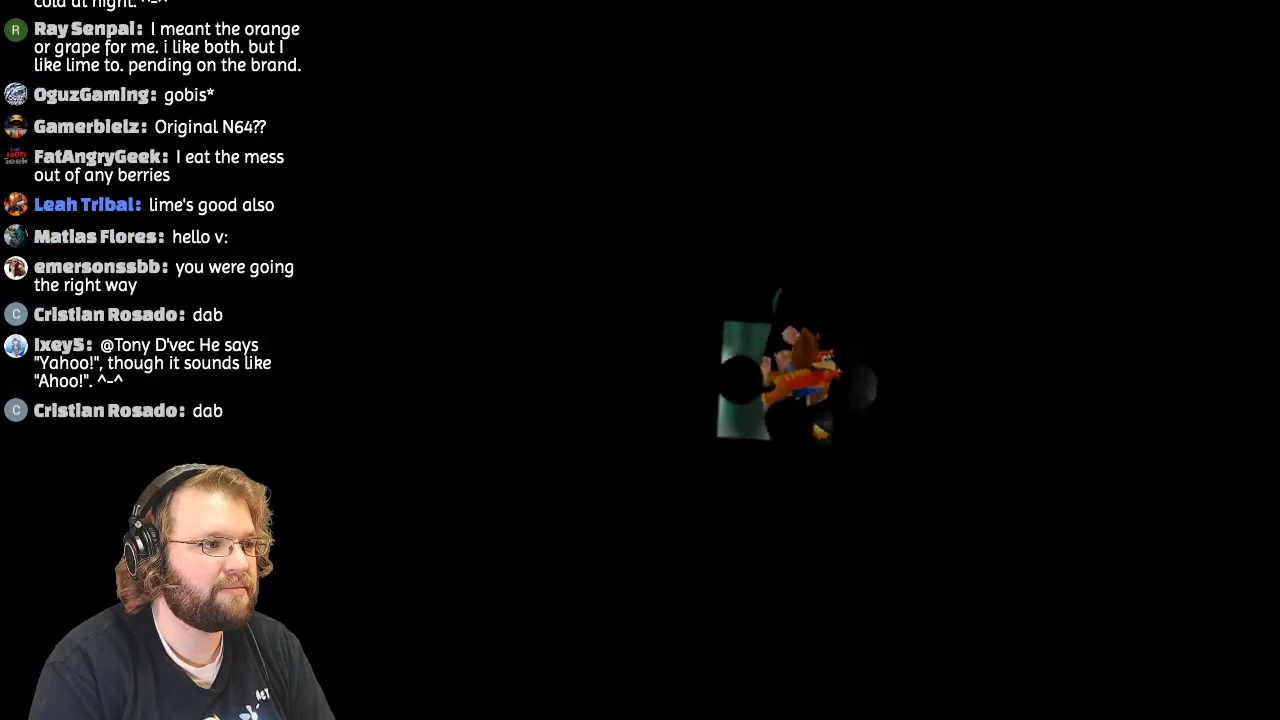 cold at night. ^-^
R
Ray Senpai: I meant the orange
or grape for me. i like both. but I
like lime to. pending on the brand.
OguzGaming: gobis*
Gamerbielz: Original N64??
FatAngryGeek: I eat the mess
out of any berries
Leah Tribal: lime's good also
Matias Flores: hello v:
emersonssbb: you were going
the right way
C
Cristian Rosado: dab
Ixey5: @Tony D'vec He says
"Yahoo!", though it sounds like
"Ahoo!". ^-^
C
Cristian Rosado: dab